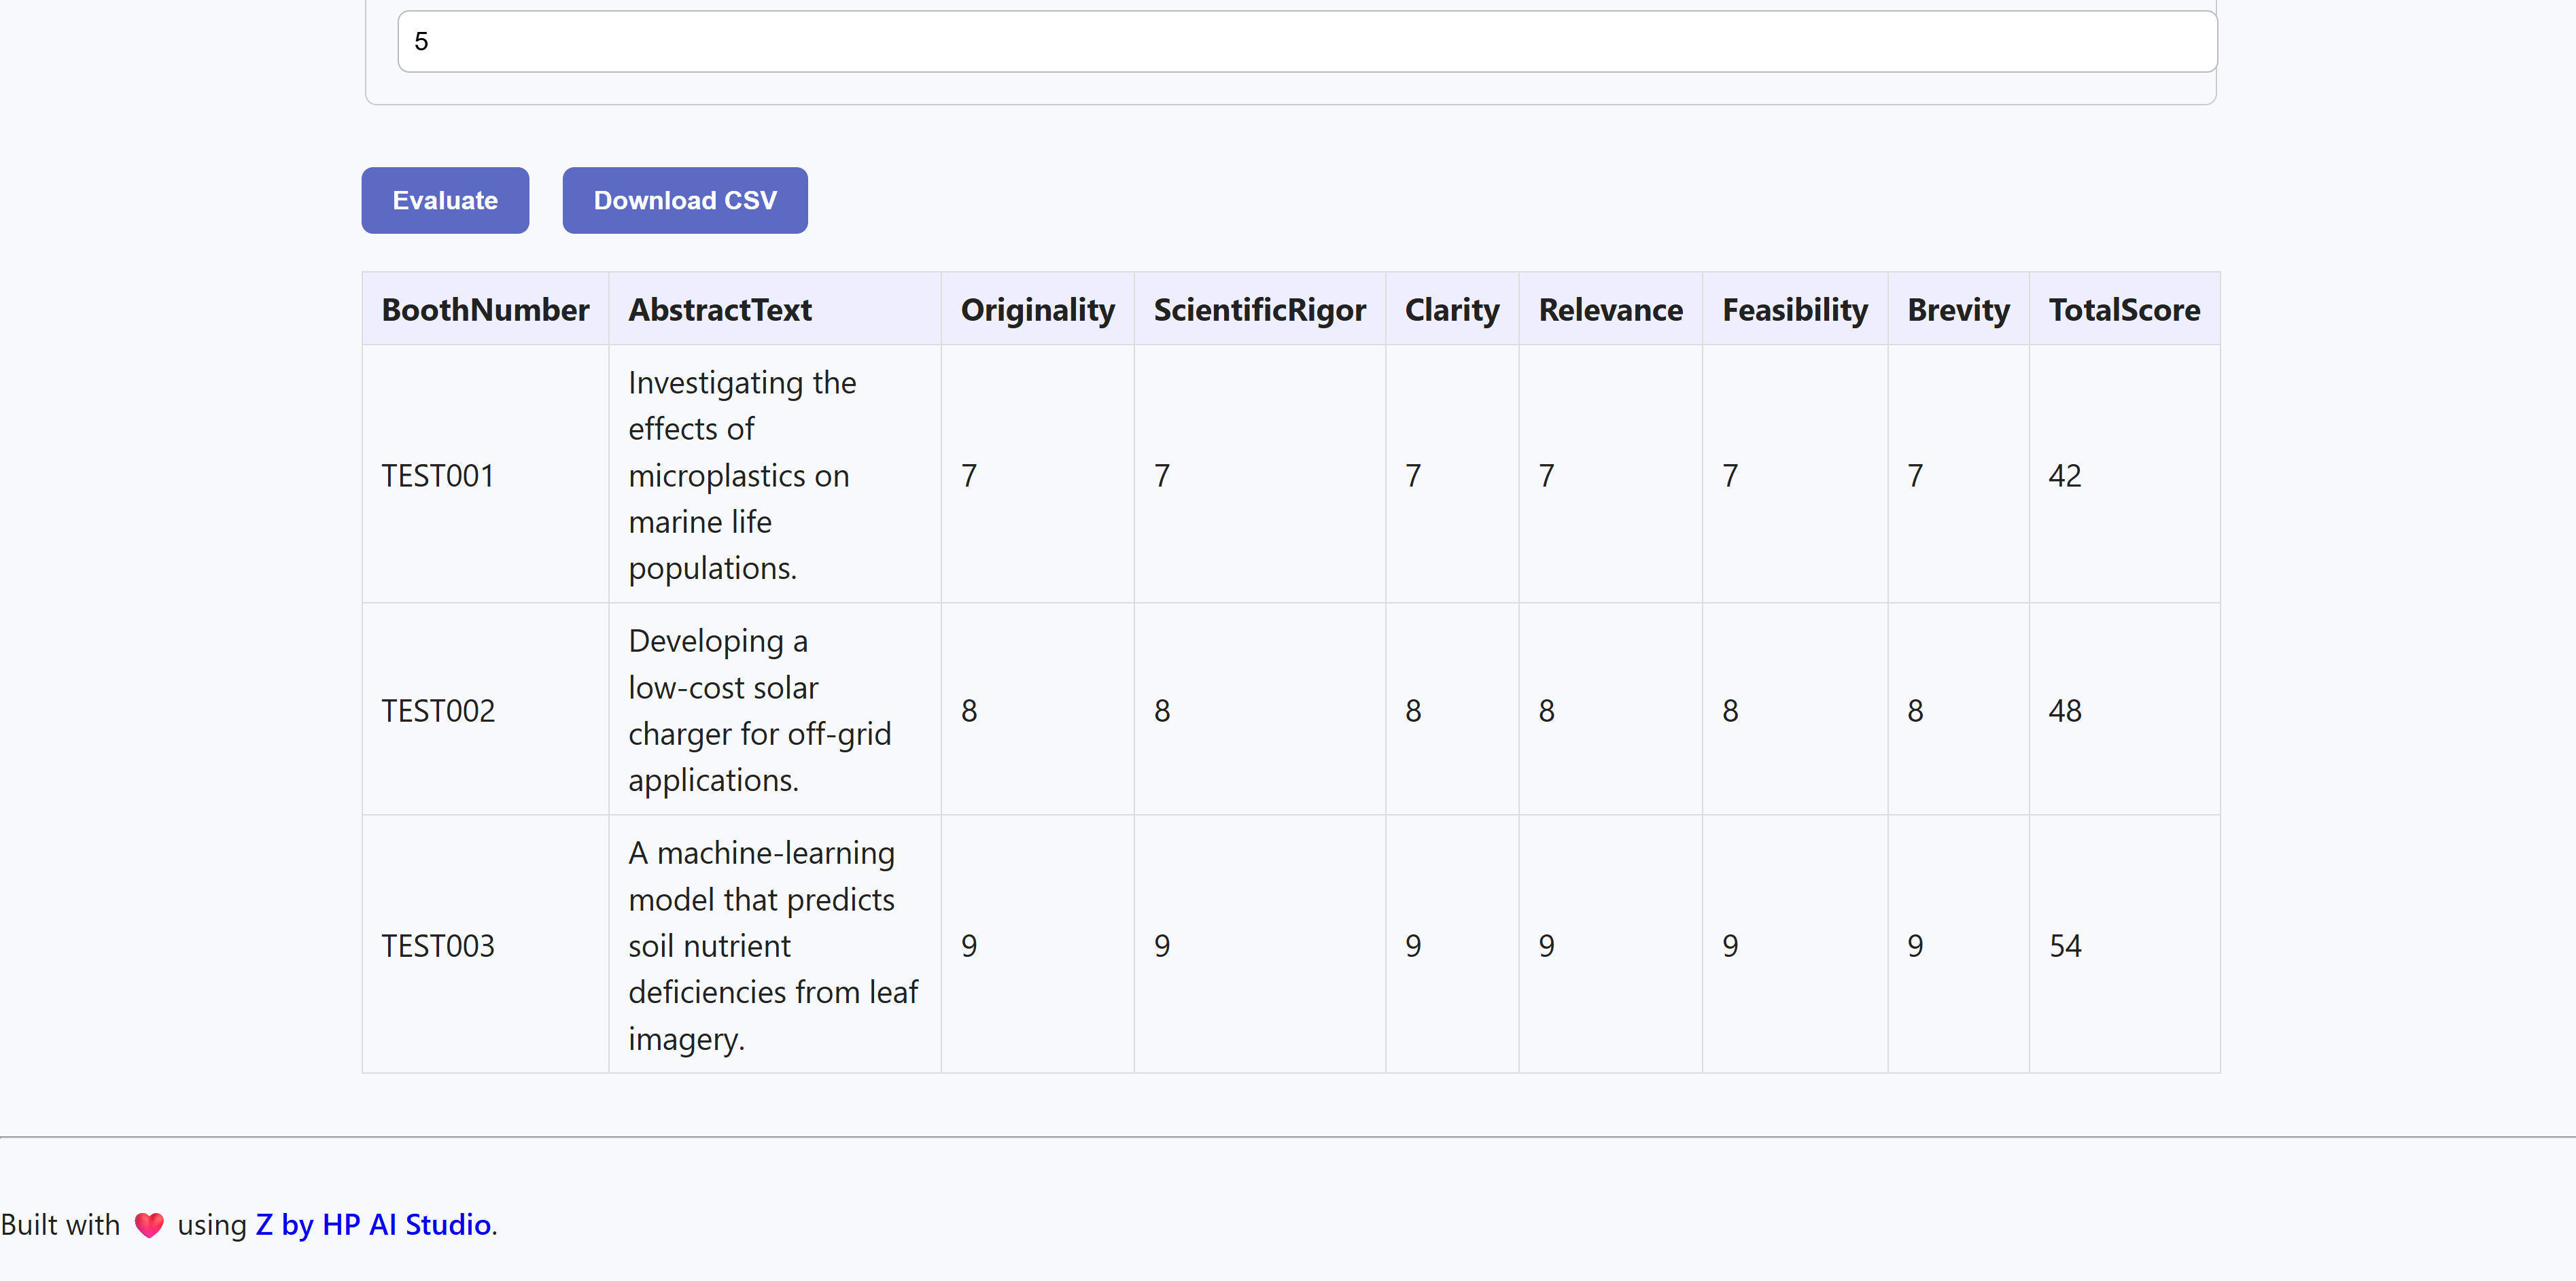 5
Evaluate Download CSV
BoothNumber AbstractText Originality ScientificRigor Clarity Relevance Feasibility Brevity TotalScore
Investigating the
effects of
TEST001 microplastics on 7 7 7 7 7 7 42
marine life
populations.
Developing a
low-cost solar
TEST002 charger for off-grid 8 8 8 8 8 8 48
applications.
A machine-learning
model that predicts
TEST003 soil nutrient 9 9 9 9 9 9 54
deficiencies from leaf
imagery.
Built with ❤️ using Z by HP AI Studio.